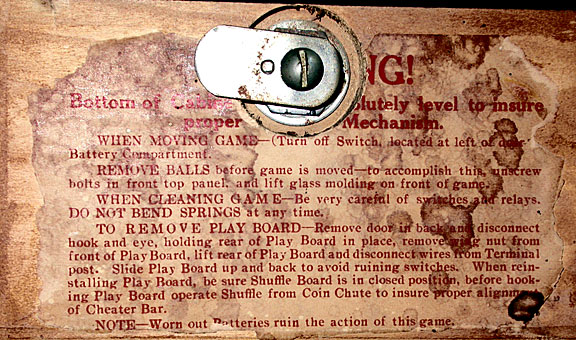 NG!
Bottom of lutely level to insure
proper Mechanism.
WHEN MOVING GAME—(Turn off Switch, located at left of door
Battery Compartment.
REMOVE BALLS before game is moved—to accomplish this, unscrew
bolts in front top panel, and lift glass molding on front of game.
WHEN CLEANING GAME—Be very careful of switches and relays.
DO NOT BEND SPRINGS at any time.
TO REMOVE PLAY BOARD—Remove door in back and disconnect
hook and eye, holding rear of Play Board in place, remove wing nut from
front of Play Board, lift rear of Play Board and disconnect wires from Terminal
post. Slide Play Board up and back to avoid ruining switches. When rein-
stalling Play Board, be sure Shuffle Board is in closed position, before hook-
ing Play Board operate Shuffle from Coin Chute to insure proper alignment
of Cheater Bar.
NOTE—Worn out Batteries ruin the action of this game.